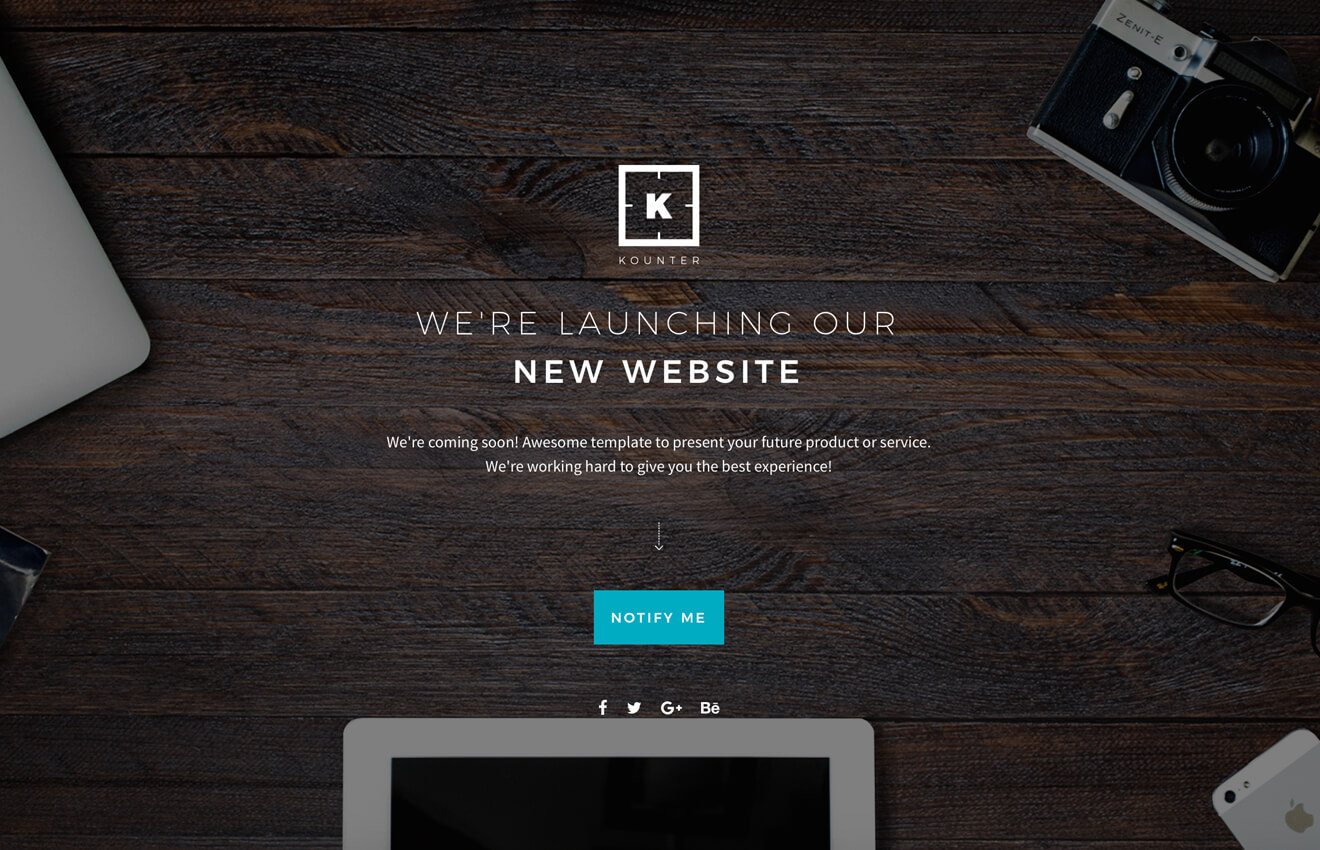 ZENIT-E
K
KOUNTER
WE'RE LAUNCHING OUR
NEW WEBSITE
We're coming soon! Awesome template to present your future product or service.
We're working hard to give you the best experience!
NOTIFY ME
G+ Bē